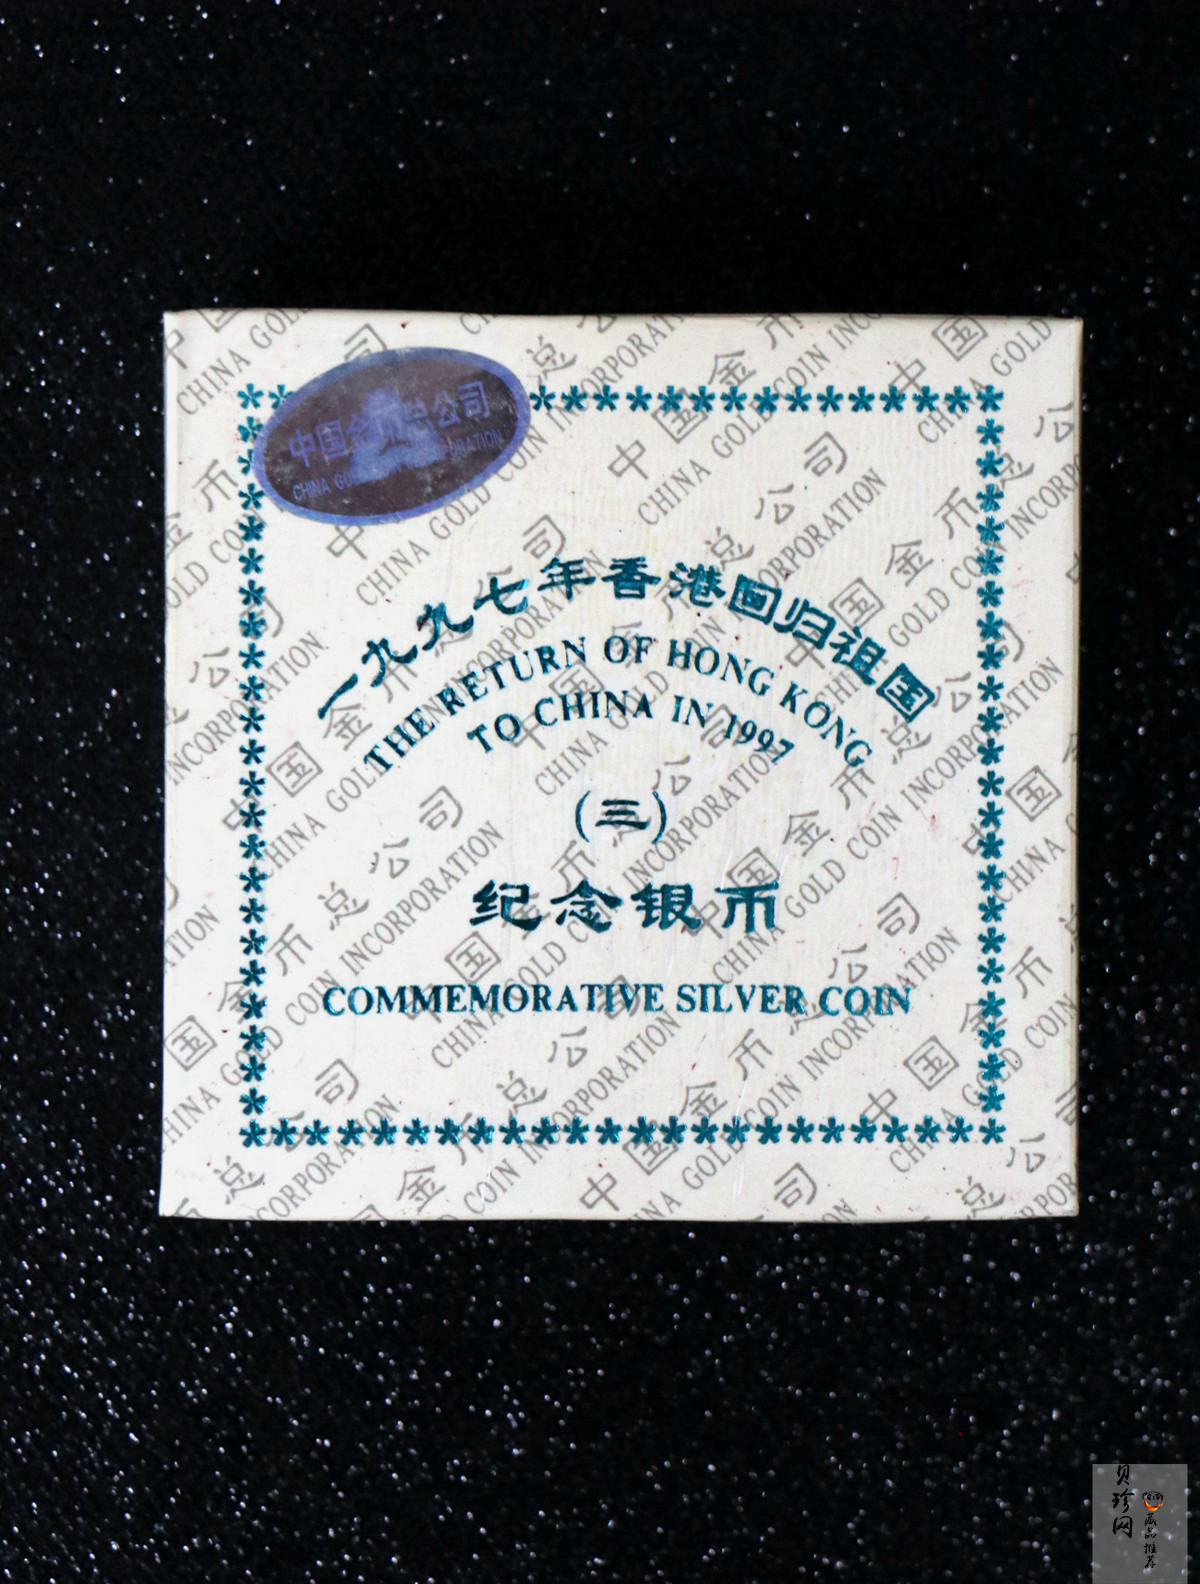 中国金币总公司
CHINA GOLD COIN INCORPORATION
一九九七年香港回归祖国
THE RETURN OF HONG KONG
TO CHINA IN 1997
(三)
纪念银币
COMMEMORATIVE SILVER COIN
贝珍网
藏品推荐